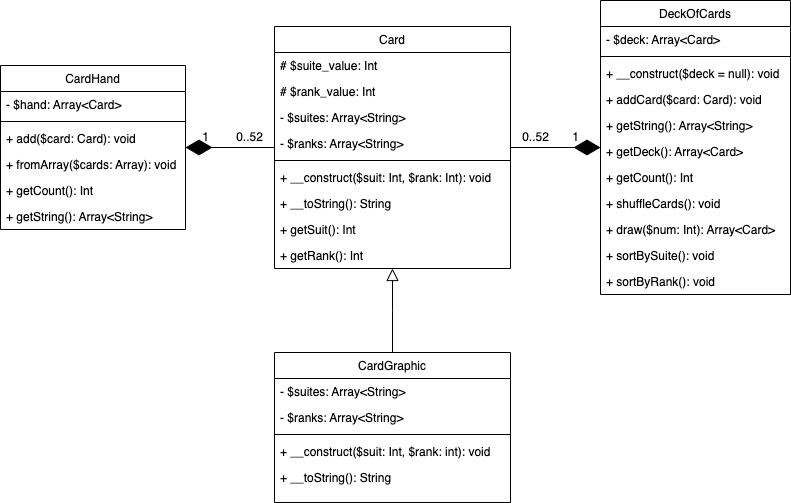 CardHand
- $hand: Array<Card>
+ add($card: Card): void
+ fromArray($cards: Array): void
+ getCount(): Int
+ getString(): Array<String>
1
0..52
Card
# $suite_value: Int
# $rank_value: Int
- $suites: Array<String>
- $ranks: Array<String>
+ __construct($suit: Int, $rank: Int): void
+ __toString(): String
+ getSuit(): Int
+ getRank(): Int
0..52
1
DeckOfCards
- $deck: Array<Card>
+ __construct($deck = null): void
+ addCard($card: Card): void
+ getString(): Array<String>
+ getDeck(): Array<Card>
+ getCount(): Int
+ shuffleCards(): void
+ draw($num: Int): Array<Card>
+ sortBySuite(): void
+ sortByRank(): void
CardGraphic
- $suites: Array<String>
- $ranks: Array<String>
+ __construct($suit: Int, $rank: int): void
+ __toString(): String